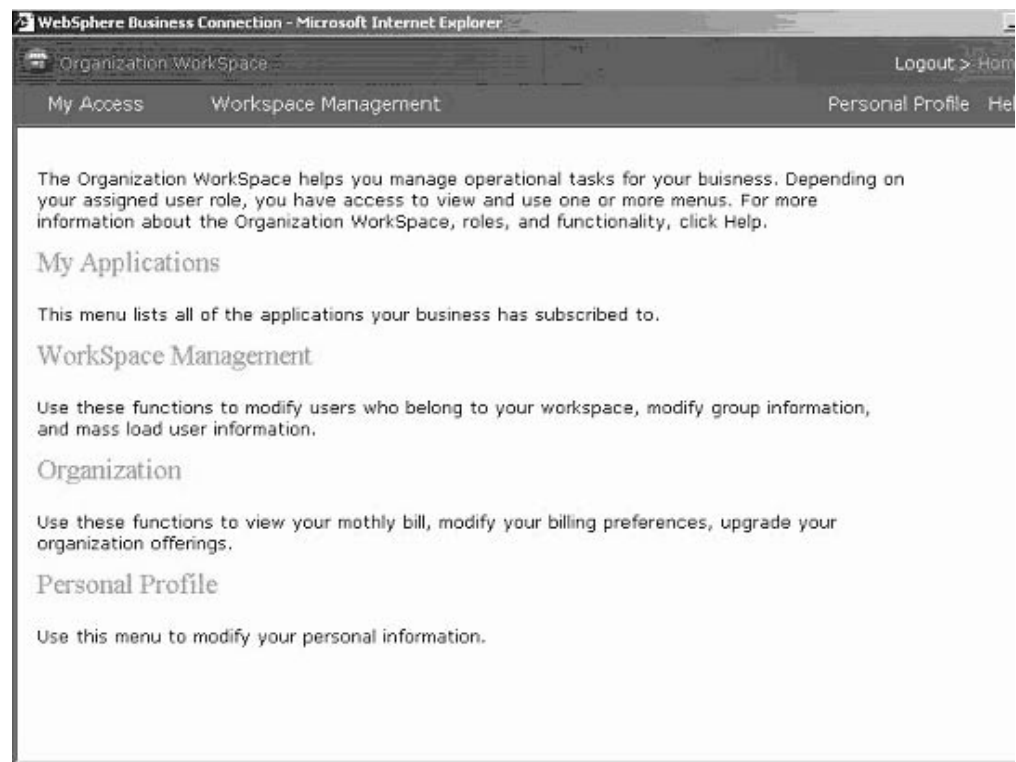 WebSphere Business Connection - Microsoft Internet Explorer
Organization WorkSpace
Logout > Hom
My Access Workspace Management Personal Profile Hel
The Organization WorkSpace helps you manage operational tasks for your buisness. Depending on
your assigned user role, you have access to view and use one or more menus. For more
information about the Organization WorkSpace, roles, and functionality, click Help.
My Applications
This menu lists all of the applications your business has subscribed to.
WorkSpace Management
Use these functions to modify users who belong to your workspace, modify group information,
and mass load user information.
Organization
Use these functions to view your mothly bill, modify your billing preferences, upgrade your
organization offerings.
Personal Profile
Use this menu to modify your personal information.